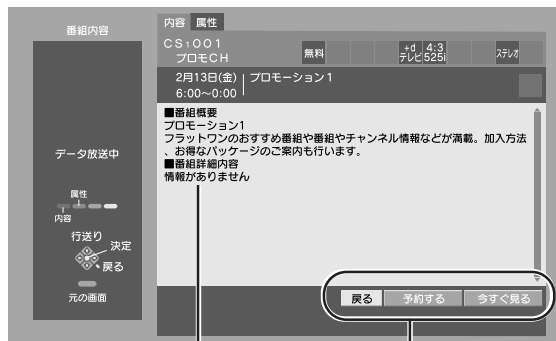 番組内容
データ放送中
属性
内容
行送り
決定
戻る
元の画面
内容 属性
CS1001
プロモCH
無料
+d 4:3
テレビ 525i
ステレオ
2月13日(金) プロモーション1
6:00〜0:00
■番組概要
プロモーション1
フラットワンのおすすめ番組や番組やチャンネル情報などが満載。加入方法
、お得なパッケージのご案内も行います。
■番組詳細内容
情報がありません
戻る 予約する 今すぐ見る